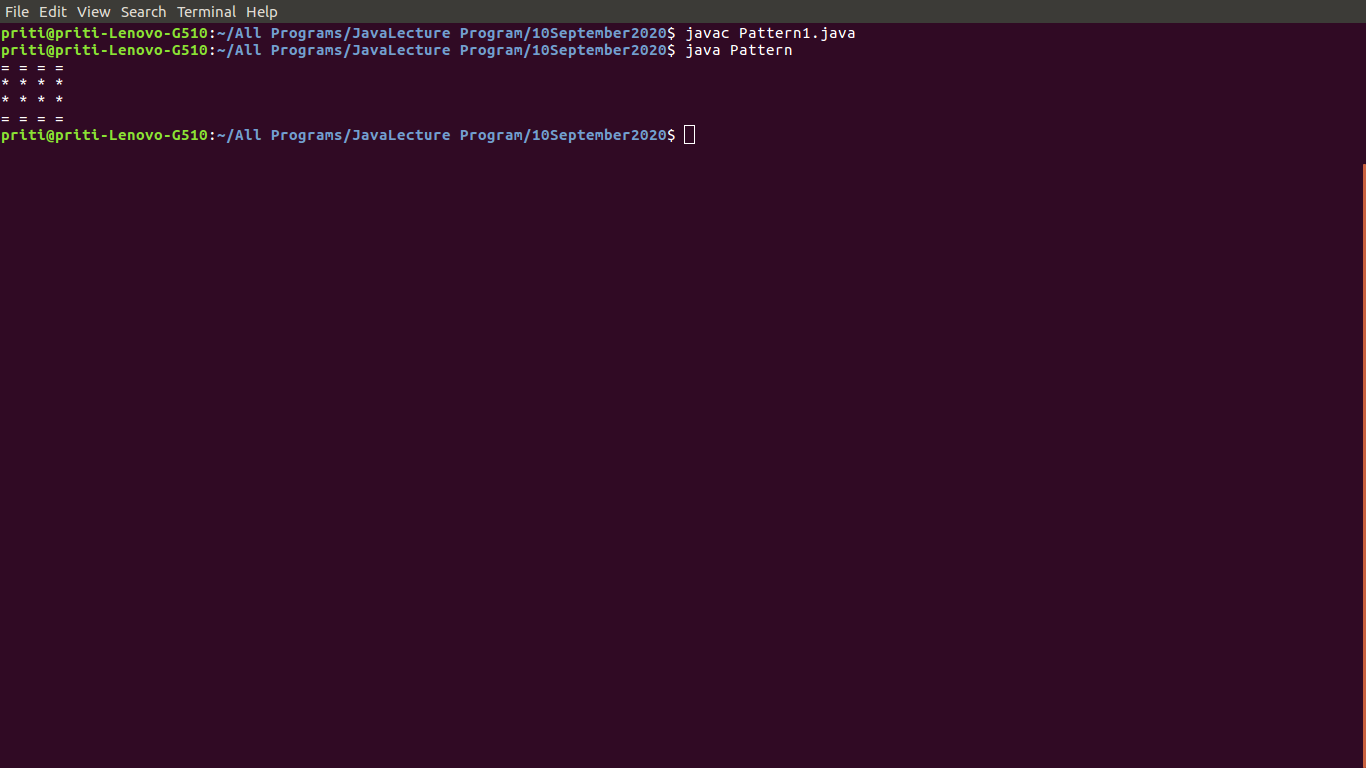 File Edit View Search Terminal Help
priti@priti-Lenovo-G510:~/All Programs/JavaLecture Program/10September2020$ javac Pattern1.java
priti@priti-Lenovo-G510:~/All Programs/JavaLecture Program/10September2020$ java Pattern
= = = =
* * * *
* * * *
= = = =
priti@priti-Lenovo-G510:~/All Programs/JavaLecture Program/10September2020$